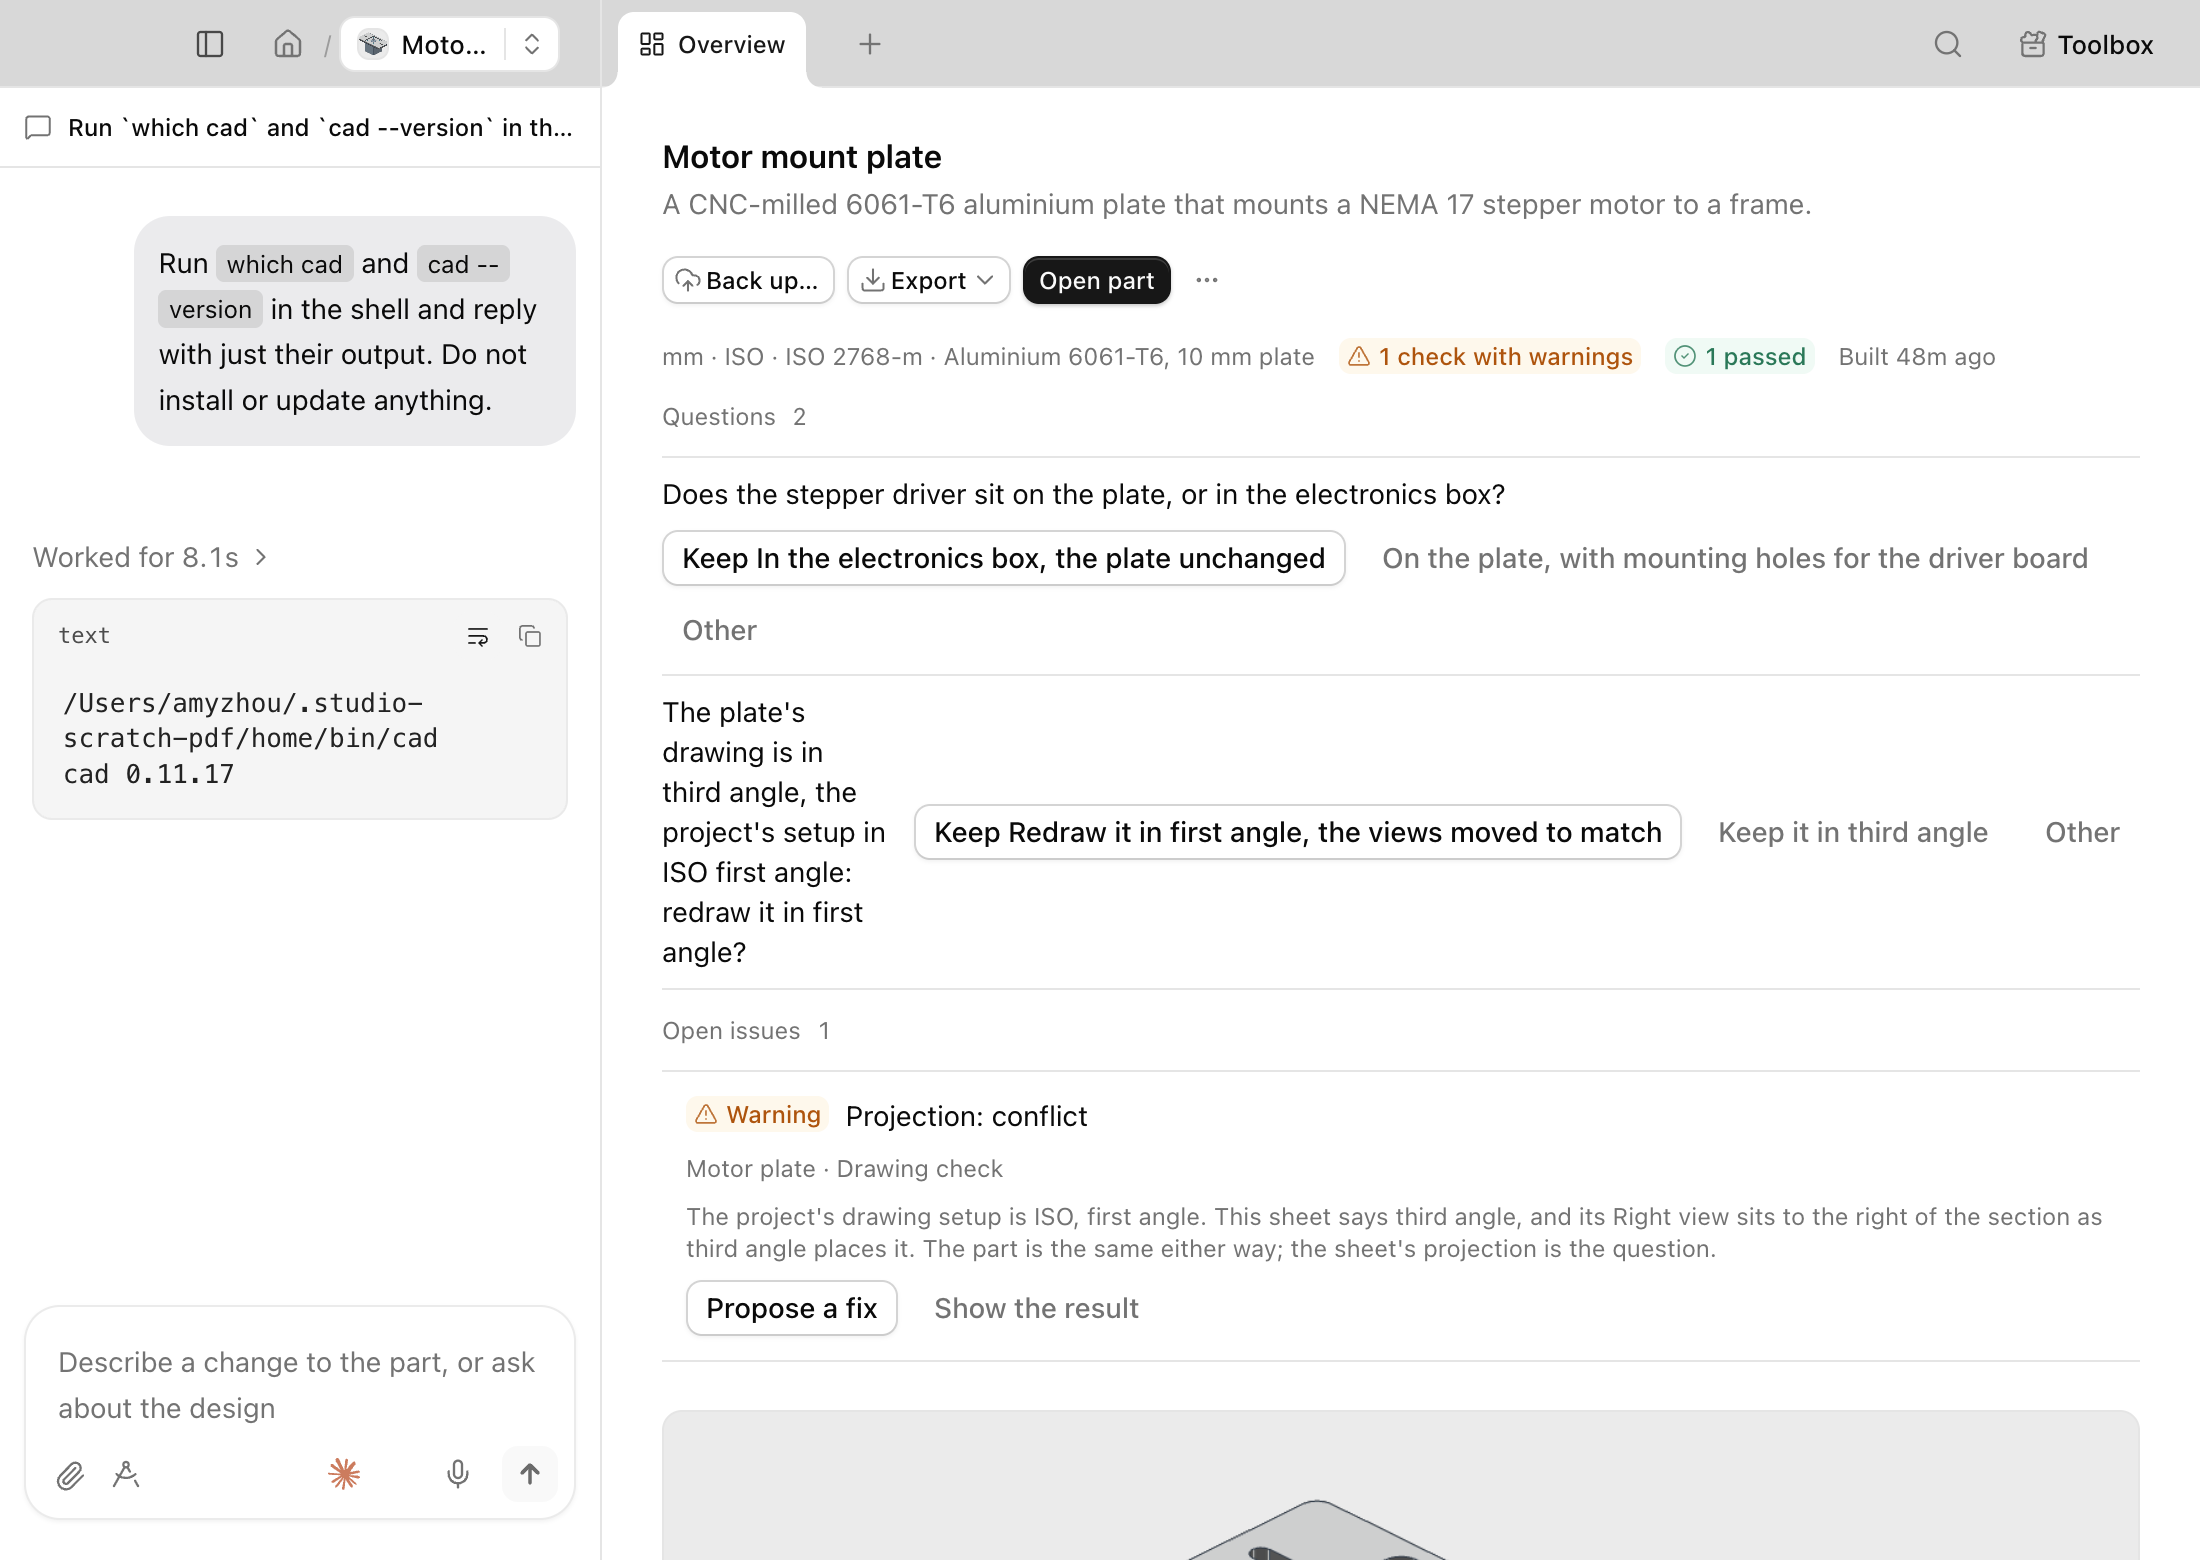 /
Moto...
Overview
Toolbox
Run `which cad` and `cad --version` in th...
Run which cad and cad --
version in the shell and reply
with just their output. Do not
install or update anything.
Worked for 8.1s
text
/Users/amyzhou/.studio-
scratch-pdf/home/bin/cad
cad 0.11.17
Describe a change to the part, or ask
about the design
Motor mount plate
A CNC-milled 6061-T6 aluminium plate that mounts a NEMA 17 stepper motor to a frame.
Back up...
Export
Open part
mm · ISO · ISO 2768-m · Aluminium 6061-T6, 10 mm plate
1 check with warnings
1 passed
Built 48m ago
Questions 2
Does the stepper driver sit on the plate, or in the electronics box?
Keep In the electronics box, the plate unchanged
On the plate, with mounting holes for the driver board
Other
The plate's
drawing is in
third angle, the
project's setup in
ISO first angle:
redraw it in first
angle?
Keep Redraw it in first angle, the views moved to match
Keep it in third angle
Other
Open issues 1
Warning
Projection: conflict
Motor plate · Drawing check
The project's drawing setup is ISO, first angle. This sheet says third angle, and its Right view sits to the right of the section as
third angle places it. The part is the same either way; the sheet's projection is the question.
Propose a fix
Show the result